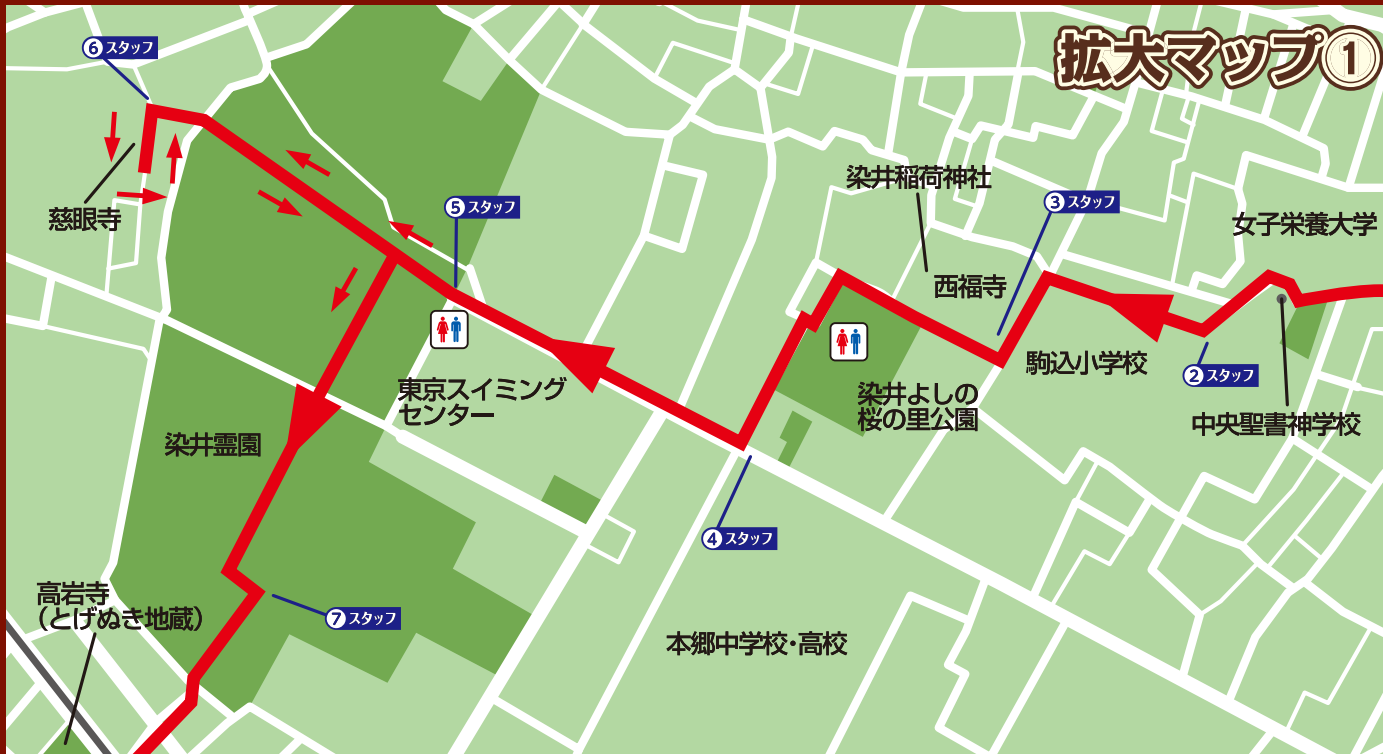 拡大マップ①
⑥スタッフ
慈眼寺
⑤スタッフ
染井稲荷神社
③スタッフ
女子栄養大学
西福寺
駒込小学校
②スタッフ
中央聖書神学校
東京スイミング
センター
染井よしの
桜の里公園
染井霊園
④スタッフ
高岩寺
（とげぬき地蔵）
⑦スタッフ
本郷中学校・高校